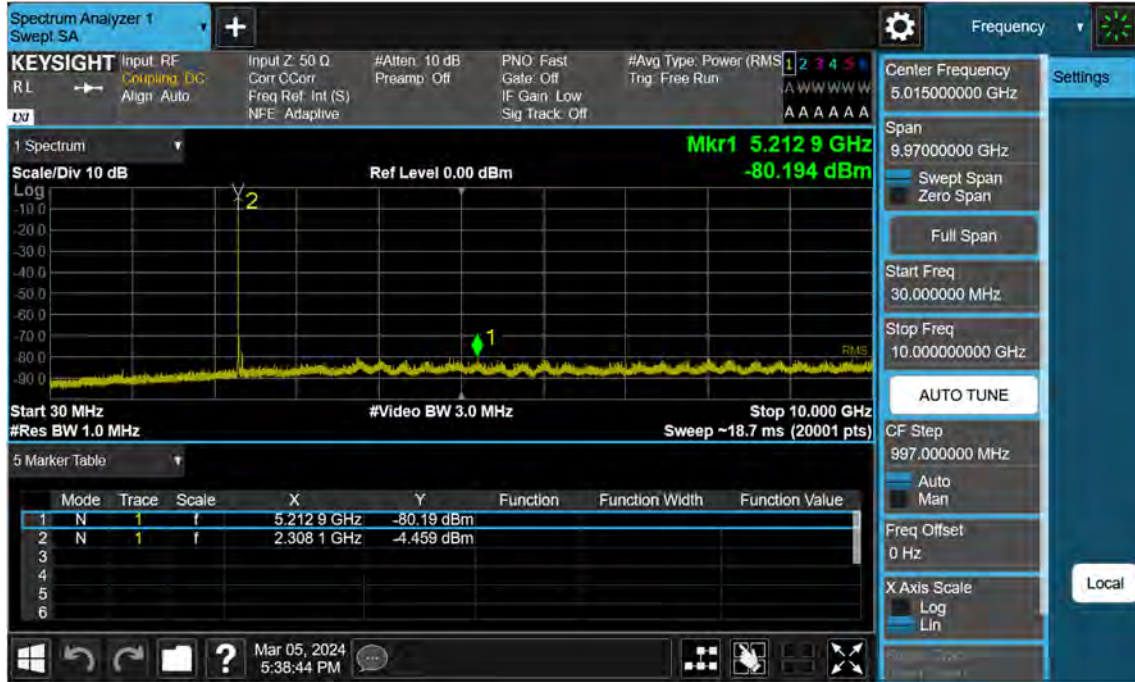 Spectrum Analyzer 1
Swept SA
+
Frequency
KEYSIGHT
RL
LXI
Input: RF
Coupling: DC
Align: Auto
Input Z: 50 Ω
Corr CCorr
Freq Ref: Int (S)
NFE: Adaptive
#Atten: 10 dB
Preamp: Off
PNO: Fast
Gate: Off
IF Gain: Low
Sig Track: Off
#Avg Type: Power (RMS
Trig: Free Run
1 2 3 4 5 6
A W W W W W
A A A A A A
1 Spectrum
Scale/Div 10 dB
Ref Level 0.00 dBm
Mkr1 5.212 9 GHz
-80.194 dBm
Log
-10.0
-20.0
-30.0
-40.0
-50.0
-60.0
-70.0
-80.0
-90.0
2
1
RMS
Start 30 MHz
#Video BW 3.0 MHz
Stop 10.000 GHz
#Res BW 1.0 MHz
Sweep ~18.7 ms (20001 pts)
5 Marker Table
Mode Trace Scale X Y Function Function Width Function Value
1 N 1 f 5.212 9 GHz -80.19 dBm
2 N 1 f 2.308 1 GHz -4.459 dBm
3
4
5
6
Center Frequency
5.015000000 GHz
Settings
Span
9.97000000 GHz
Swept Span
Zero Span
Full Span
Start Freq
30.000000 MHz
Stop Freq
10.000000000 GHz
AUTO TUNE
CF Step
997.000000 MHz
Auto
Man
Freq Offset
0 Hz
X Axis Scale
Log
Lin
Local
?
Mar 05, 2024
5:38:44 PM